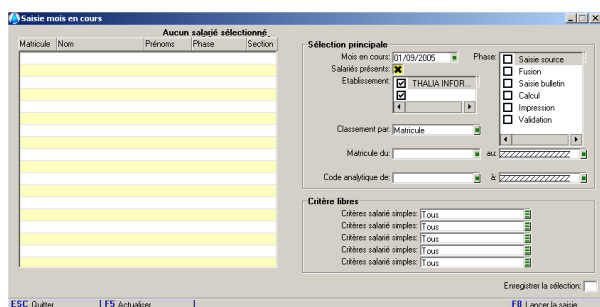 Saisie mois en cours
Aucun salarié sélectionné
Matricule Nom Prénoms Phase Section
Sélection principale
Mois en cours: 01/09/2005 Phase: Saisie source
Salariés présents: Fusion
Etablissement: THALIA INFOR... Saisie bulletin
Calcul
Impression
Validation
Classement par: Matricule
Matricule du: au:
Code analytique de: à:
Critère libres
Critères salarié simples: Tous
Critères salarié simples: Tous
Critères salarié simples: Tous
Critères salarié simples: Tous
Critères salarié simples: Tous
Enregistrer la sélection:
ESC Quitter F5 Actualiser F8 Lancer la saisie